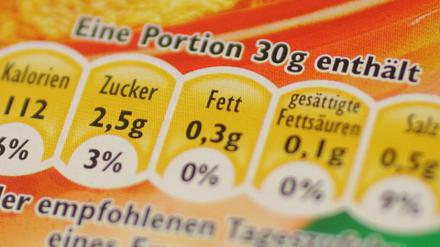 Eine Portion 30g enthält
Kalorien Zucker Fett gesättigte Fettsäuren Salz
112 2,5g 0,3g 0,1g 0,5g
6% 3% 0% 0% 9%
der empfohlenen
eines